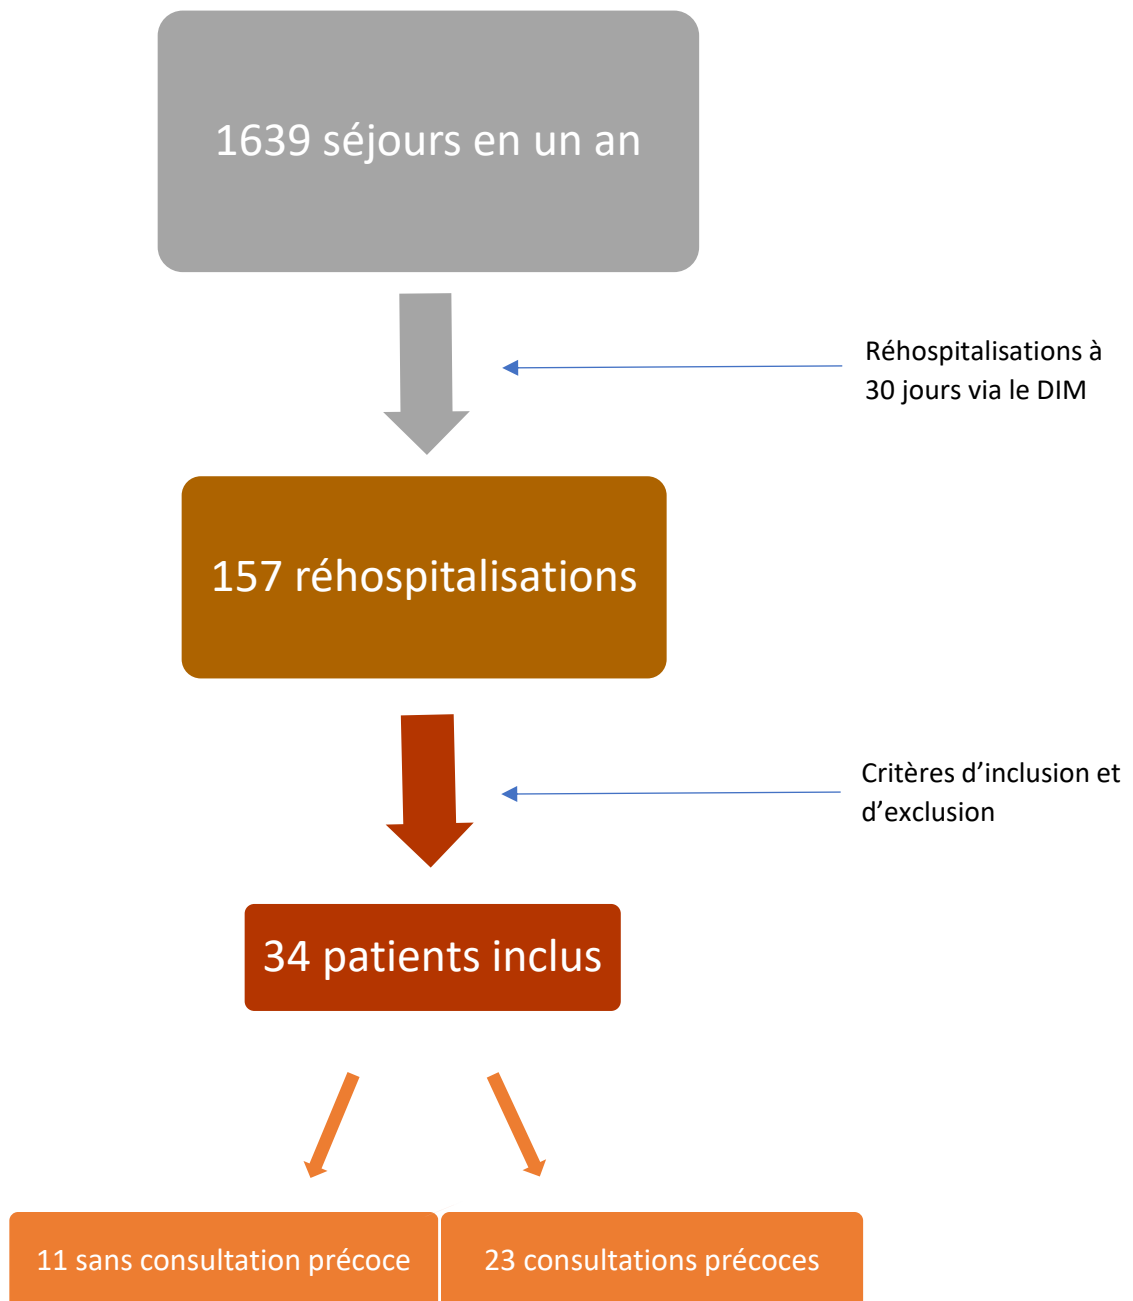 1639 séjours en un an
Réhospitalisations à
30 jours via le DIM
157 réhospitalisations
Critères d’inclusion et
d’exclusion
34 patients inclus
11 sans consultation précoce
23 consultations précoces